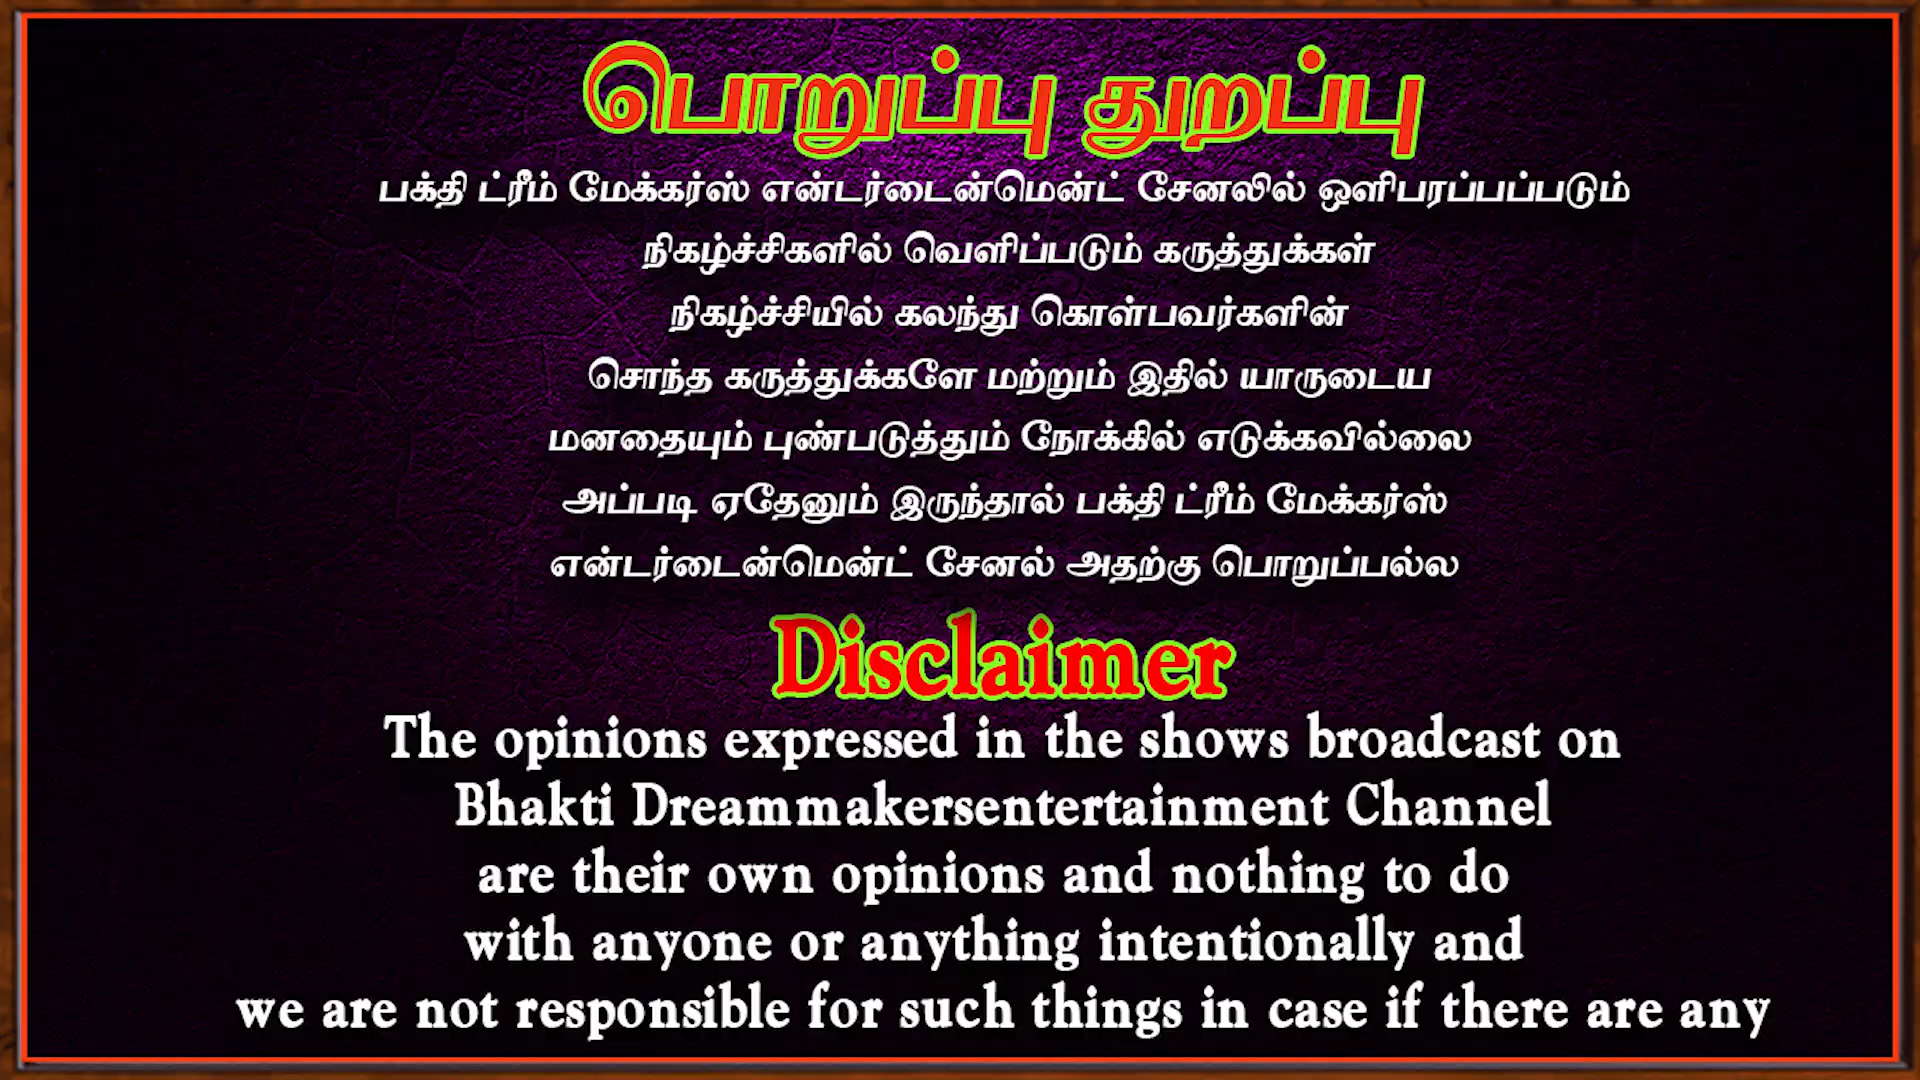 பொறுப்பு துறப்பு
பக்தி ட்ரீம் மேக்கர்ஸ் என்டர்டைன்மென்ட் சேனலில் ஒளிபரப்பப்படும்
நிகழ்ச்சிகளில் வெளிப்படும் கருத்துக்கள்
நிகழ்ச்சியில் கலந்து கொள்பவர்களின்
சொந்த கருத்துக்களே மற்றும் இதில் யாருடைய
மனதையும் புண்படுத்தும் நோக்கில் எடுக்கவில்லை
அப்படி ஏதேனும் இருந்தால் பக்தி ட்ரீம் மேக்கர்ஸ்
என்டர்டைன்மென்ட் சேனல் அதற்கு பொறுப்பல்ல
Disclaimer
The opinions expressed in the shows broadcast on
Bhakti Dreammakersentertainment Channel
are their own opinions and nothing to do
with anyone or anything intentionally and
we are not responsible for such things in case if there are any